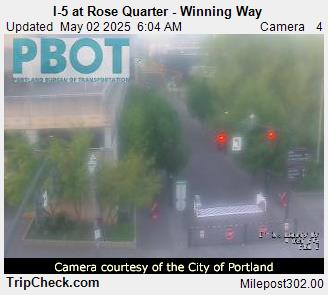 I-5 at Rose Quarter - Winning Way
Updated May 02 2025 6:04 AM Camera 4
PBOT
PORTLAND BUREAU OF TRANSPORTATION
Camera courtesy of the City of Portland
TripCheck.com Milepost302.00